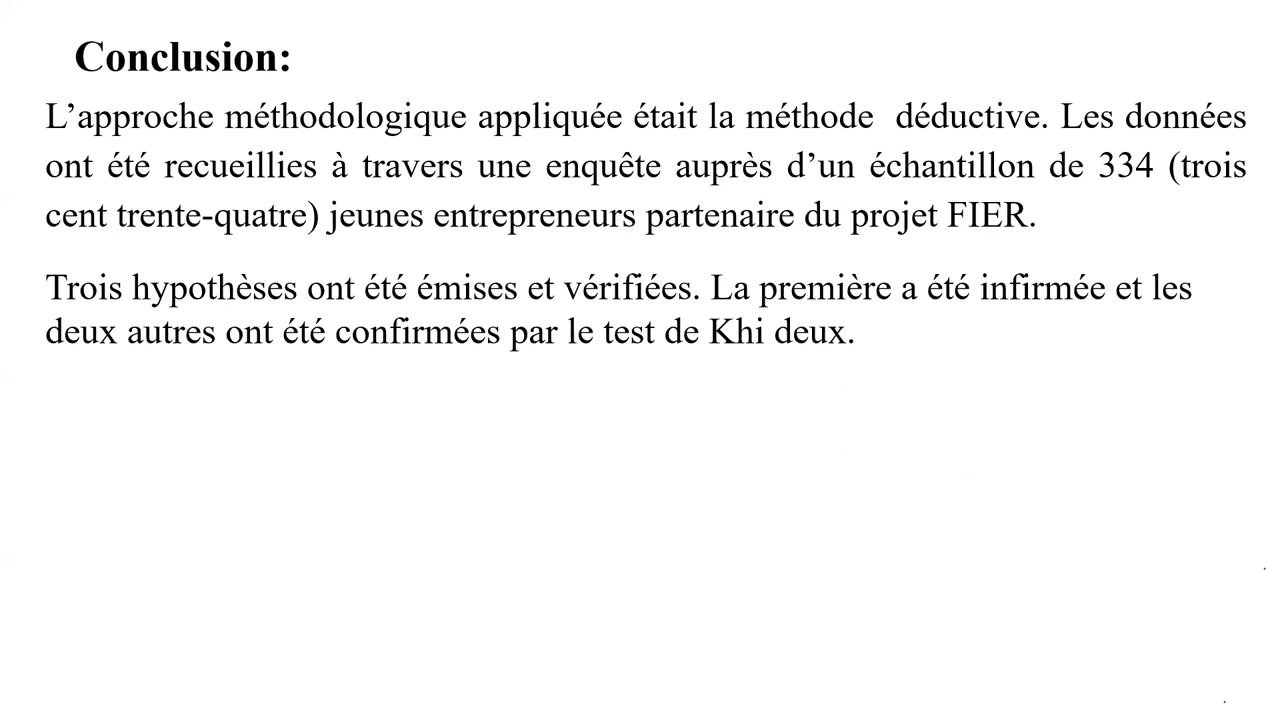 Conclusion:
L’approche méthodologique appliquée était la méthode  déductive. Les données
ont été recueillies à travers une enquête auprès d’un échantillon de 334 (trois
cent trente-quatre) jeunes entrepreneurs partenaire du projet FIER.
Trois hypothèses ont été émises et vérifiées. La première a été infirmée et les
deux autres ont été confirmées par le test de Khi deux.